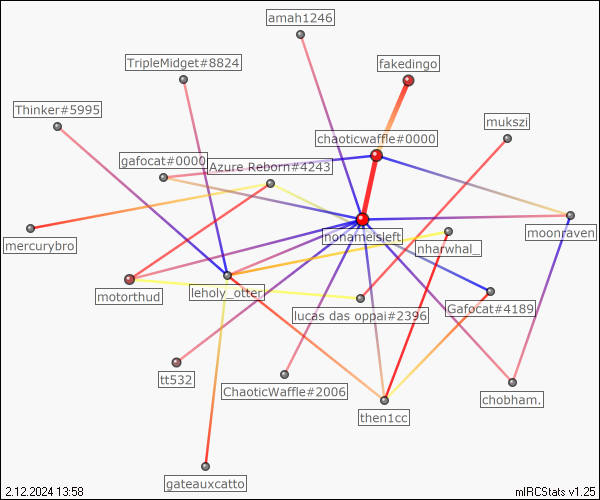 amah1246
TripleMidget#8824
fakedingo
Thinker#5995
mukszi
chaoticwaffle#0000
gafocat#0000
Azure Reborn#4243
mercurybro
nonameisleft
nharwhal_
moonraven
motorthud
leholy_otter
lucas das oppai#2396
Gafocat#4189
tt532
ChaoticWaffle#2006
then1cc
chobham.
gateauxcatto
2.12.2024 13:58
mIRCStats v1.25